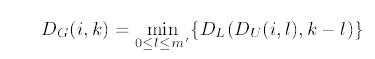 $D_G(i, k) = \min_{0 \leq l \leq m'} \{D_L(D_U(i, l), k - l)\}$